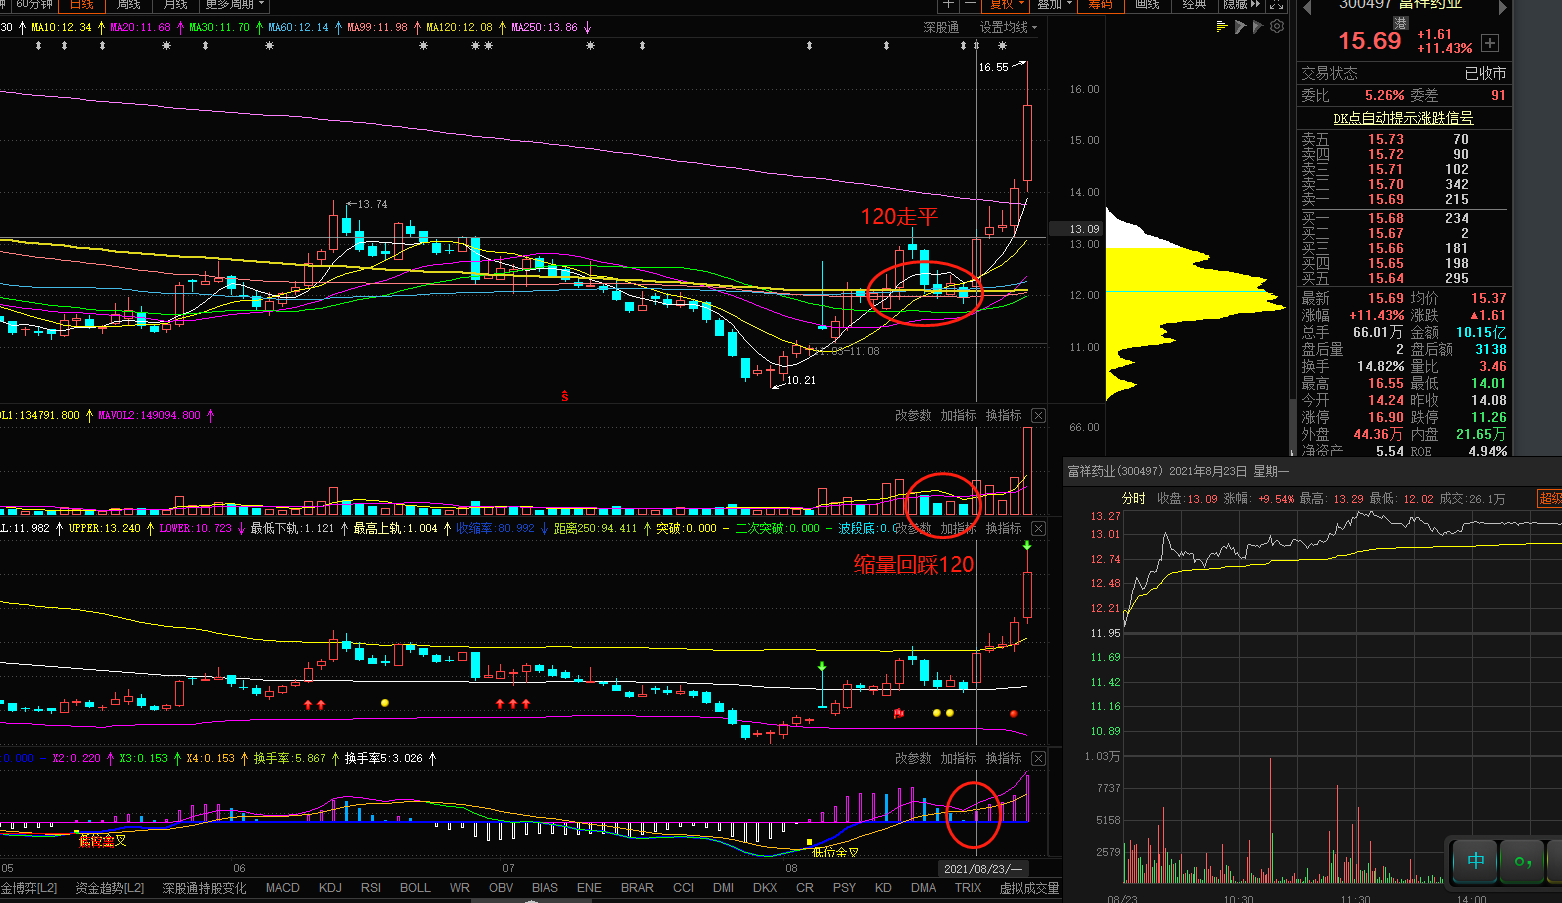 60分钟 日线 周线 月线 更多周期 复权 叠加 筹码 画线 经典 隐藏
30 MA10:12.34 MA20:11.68 MA30:11.70 MA60:12.14 MA99:11.98 MA120:12.08 MA250:13.86
深股通 设置均线
16.55
16.00
15.00
14.00
13.09
13.00
12.00
11.00
13.74
120走平
11.03-11.08
10.21
OL1:134791.800 MAVOL2:149094.800
改参数 加指标 换指标
66.00
LL:11.982 UPPER:13.240 LOWER:10.723 最低下轨:1.121 最高上轨:1.004 收缩率:80.992 距离250:94.411 突破:0.000 二次突破:0.000 波段底:0.0
改参数 加指标 换指标
缩量回踩120
:0.000 X2:0.220 X3:0.153 X4:0.153 换手率:5.867 换手率5:3.026
改参数 加指标 换指标
低位金叉
低位金叉
05 06 07 08
2021/08/23/一
金博弈[L2] 资金趋势[L2] 深股通持股变化 MACD KDJ RSI BOLL WR OBV BIAS ENE BRAR CCI DMI DKX CR PSY KD DMA TRIX 虚拟成交量
300497 富祥药业
港
15.69 +1.61
+11.43%
交易状态 已收市
委比 5.26% 委差 91
DK点自动提示涨跌信号
卖五 15.73 70
卖四 15.72 90
卖三 15.71 102
卖二 15.70 342
卖一 15.69 215
买一 15.68 234
买二 15.67 2
买三 15.66 181
买四 15.65 198
买五 15.64 295
最新 15.69 均价 15.37
涨幅 +11.43% 涨跌 ▲1.61
总手 66.01万 金额 10.15亿
盘后量 2 盘后额 3138
换手 14.82% 量比 3.46
最高 16.55 最低 14.01
今开 14.24 昨收 14.08
涨停 16.90 跌停 11.26
外盘 44.36万 内盘 21.65万
净资产 5.54 ROE 4.94%
富祥药业(300497) 2021年8月23日 星期一
分时 收盘:13.09 涨幅:+9.54% 最高:13.29 最低:12.02 成交:26.1万 超级
13.27
13.01
12.74
12.48
12.21
11.95
11.69
11.42
11.16
10.89
1.03万
7737
5158
2579
08/23 10:30 11:30 14:00
中